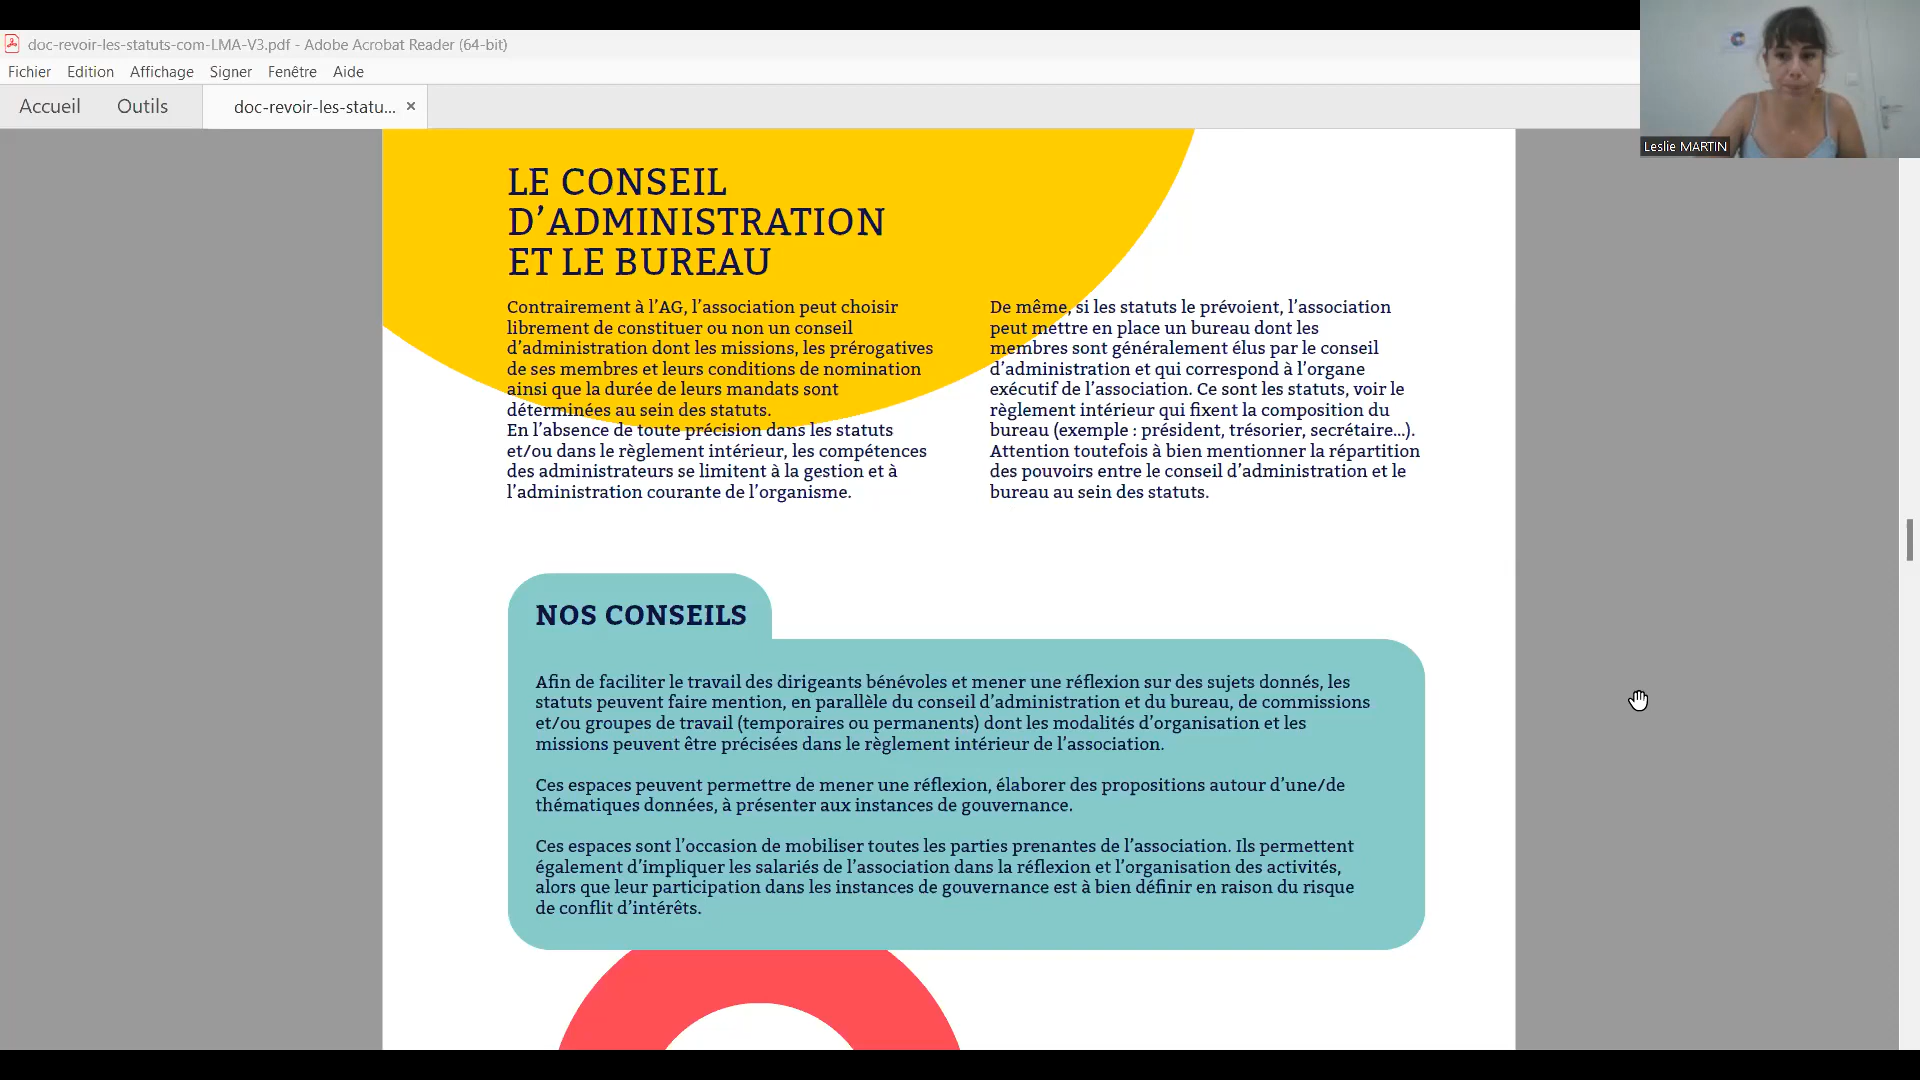 doc-revoir-les-statuts-com-LMA-V3.pdf - Adobe Acrobat Reader (64-bit)
Fichier Edition Affichage Signer Fenêtre Aide
Accueil Outils doc-revoir-les-statu... ×
Leslie MARTIN
LE CONSEIL
D’ADMINISTRATION
ET LE BUREAU
Contrairement à l’AG, l’association peut choisir
librement de constituer ou non un conseil
d’administration dont les missions, les prérogatives
de ses membres et leurs conditions de nomination
ainsi que la durée de leurs mandats sont
déterminées au sein des statuts.
En l’absence de toute précision dans les statuts
et/ou dans le règlement intérieur, les compétences
des administrateurs se limitent à la gestion et à
l’administration courante de l’organisme.
De même, si les statuts le prévoient, l’association
peut mettre en place un bureau dont les
membres sont généralement élus par le conseil
d’administration et qui correspond à l’organe
exécutif de l’association. Ce sont les statuts, voir le
règlement intérieur qui fixent la composition du
bureau (exemple : président, trésorier, secrétaire...).
Attention toutefois à bien mentionner la répartition
des pouvoirs entre le conseil d’administration et le
bureau au sein des statuts.
NOS CONSEILS
Afin de faciliter le travail des dirigeants bénévoles et mener une réflexion sur des sujets donnés, les
statuts peuvent faire mention, en parallèle du conseil d’administration et du bureau, de commissions
et/ou groupes de travail (temporaires ou permanents) dont les modalités d’organisation et les
missions peuvent être précisées dans le règlement intérieur de l’association.
Ces espaces peuvent permettre de mener une réflexion, élaborer des propositions autour d’une/de
thématiques données, à présenter aux instances de gouvernance.
Ces espaces sont l’occasion de mobiliser toutes les parties prenantes de l’association. Ils permettent
également d’impliquer les salariés de l’association dans la réflexion et l’organisation des activités,
alors que leur participation dans les instances de gouvernance est à bien définir en raison du risque
de conflit d’intérêts.